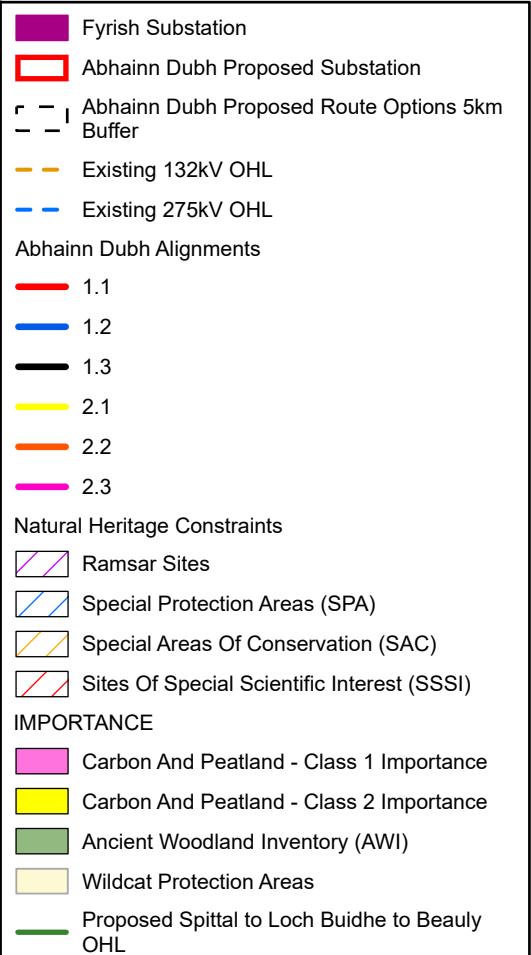 Fyrish Substation
Abhainn Dubh Proposed Substation
Abhainn Dubh Proposed Route Options 5km
Buffer
Existing 132kV OHL
Existing 275kV OHL
Abhainn Dubh Alignments
1.1
1.2
1.3
2.1
2.2
2.3
Natural Heritage Constraints
Ramsar Sites
Special Protection Areas (SPA)
Special Areas Of Conservation (SAC)
Sites Of Special Scientific Interest (SSSI)
IMPORTANCE
Carbon And Peatland - Class 1 Importance
Carbon And Peatland - Class 2 Importance
Ancient Woodland Inventory (AWI)
Wildcat Protection Areas
Proposed Spittal to Loch Buidhe to Beauly
OHL